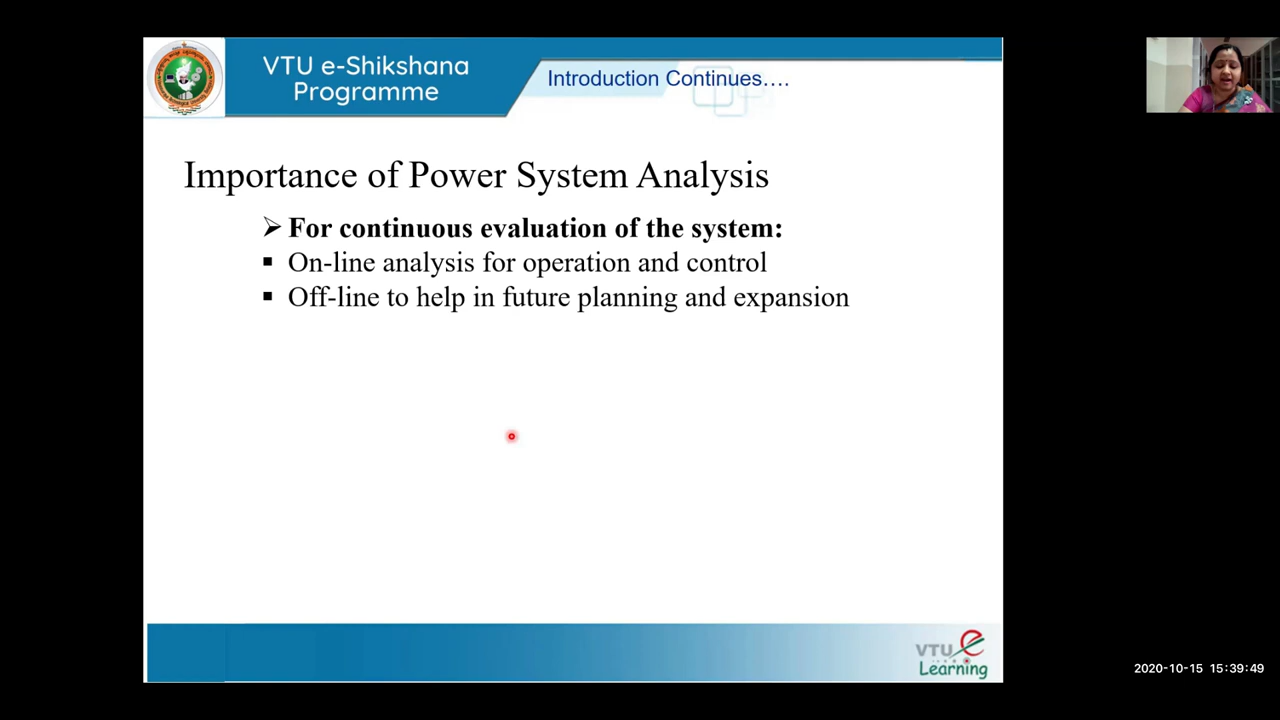 VTU e-Shikshana
Programme
Introduction Continues….
Importance of Power System Analysis
➢ For continuous evaluation of the system:
▪ On-line analysis for operation and control
▪ Off-line to help in future planning and expansion
VTU e
Learning
2020-10-15 15:39:49